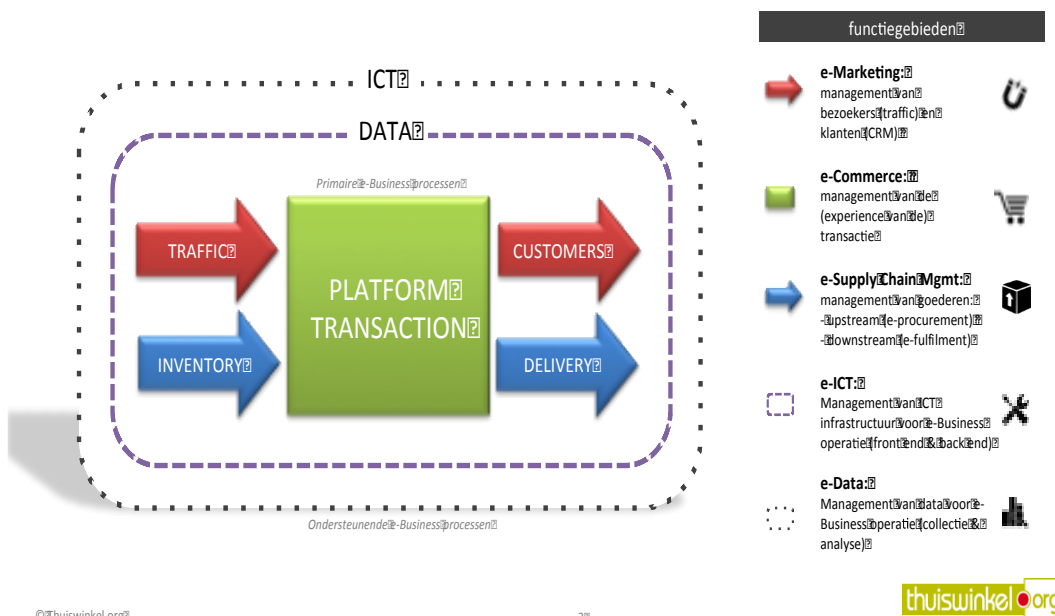 functiegebieden
ICT
DATA
Primaire e-Business processen
TRAFFIC
CUSTOMERS
PLATFORM
TRANSACTION
INVENTORY
DELIVERY
Ondersteunende e-Business processen
e-Marketing:
management van
bezoekers (traffic) en
klanten (CRM)
e-Commerce:
management van de
(experience van de)
transactie
e-Supply Chain Mgmt:
management van goederen:
- upstream (e-procurement)
- downstream (e-fulfilment)
e-ICT:
Management van ICT
infrastructuur voor e-Business
operatie (front end & back end)
e-Data:
Management van data voor e-
Business operatie (collectie &
analyse)
© Thuiswinkel.org
thuiswinkel.org